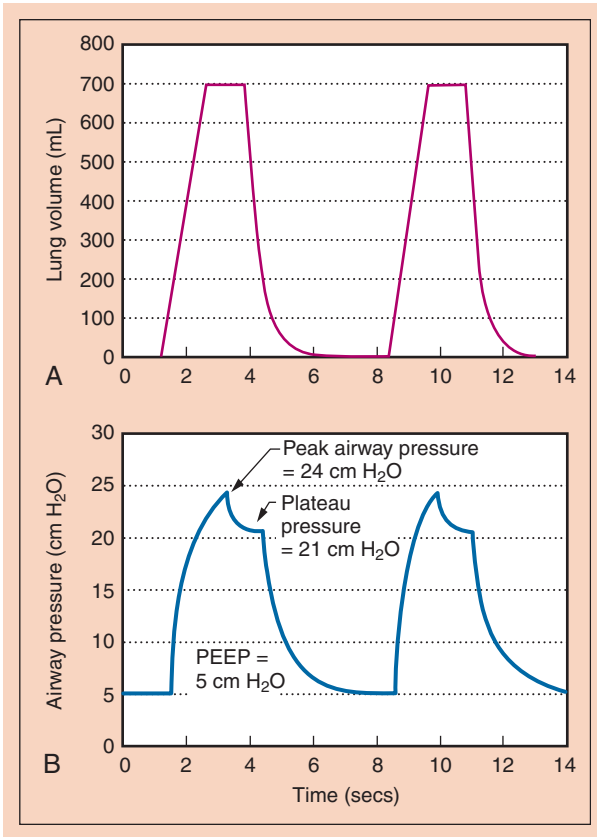 800
700
600
500
400
300
200
100
0
Lung volume (mL)
A
0 2 4 6 8 10 12 14
30
25
20
15
10
5
0
Airway pressure (cm H₂O)
Peak airway pressure
= 24 cm H₂O
Plateau
pressure
= 21 cm H₂O
PEEP =
5 cm H₂O
B
0 2 4 6 8 10 12 14
Time (secs)